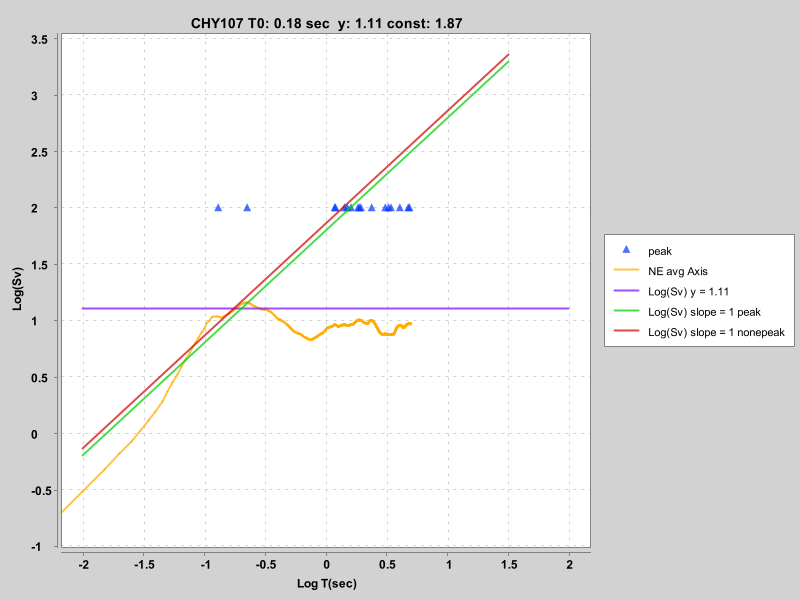 CHY107 T0: 0.18 sec  y: 1.11 const: 1.87
3.5
3
2.5
2
1.5
1
0.5
0
-0.5
-1
Log(Sv)
-2
-1.5
-1
-0.5
0
0.5
1
1.5
2
Log T(sec)
peak
NE avg Axis
Log(Sv) y = 1.11
Log(Sv) slope = 1 peak
Log(Sv) slope = 1 nonepeak